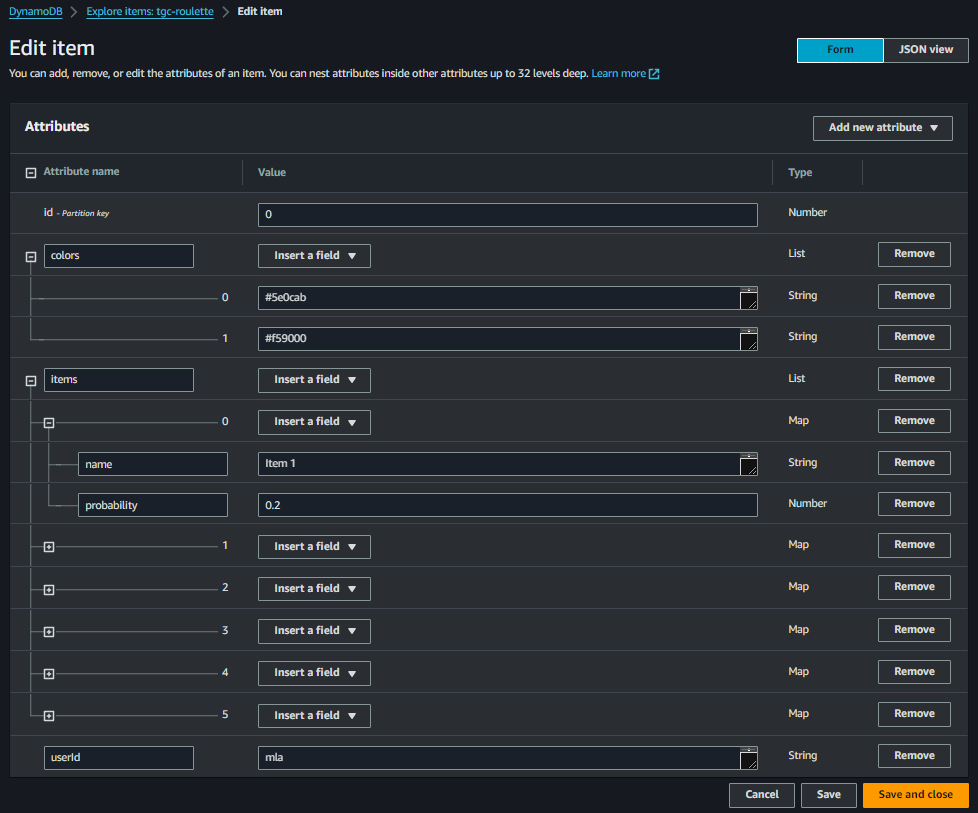 DynamoDB > Explore items: tgc-roulette > Edit item
Edit item
Form JSON view
You can add, remove, or edit the attributes of an item. You can nest attributes inside other attributes up to 32 levels deep. Learn more
Attributes
Add new attribute
Attribute name Value Type
id - Partition key 0 Number
colors Insert a field List Remove
0 #5e0cab String Remove
1 #f59000 String Remove
items Insert a field List Remove
0 Insert a field Map Remove
name Item 1 String Remove
probability 0.2 Number Remove
1 Insert a field Map Remove
2 Insert a field Map Remove
3 Insert a field Map Remove
4 Insert a field Map Remove
5 Insert a field Map Remove
userId mla String Remove
Cancel Save Save and close